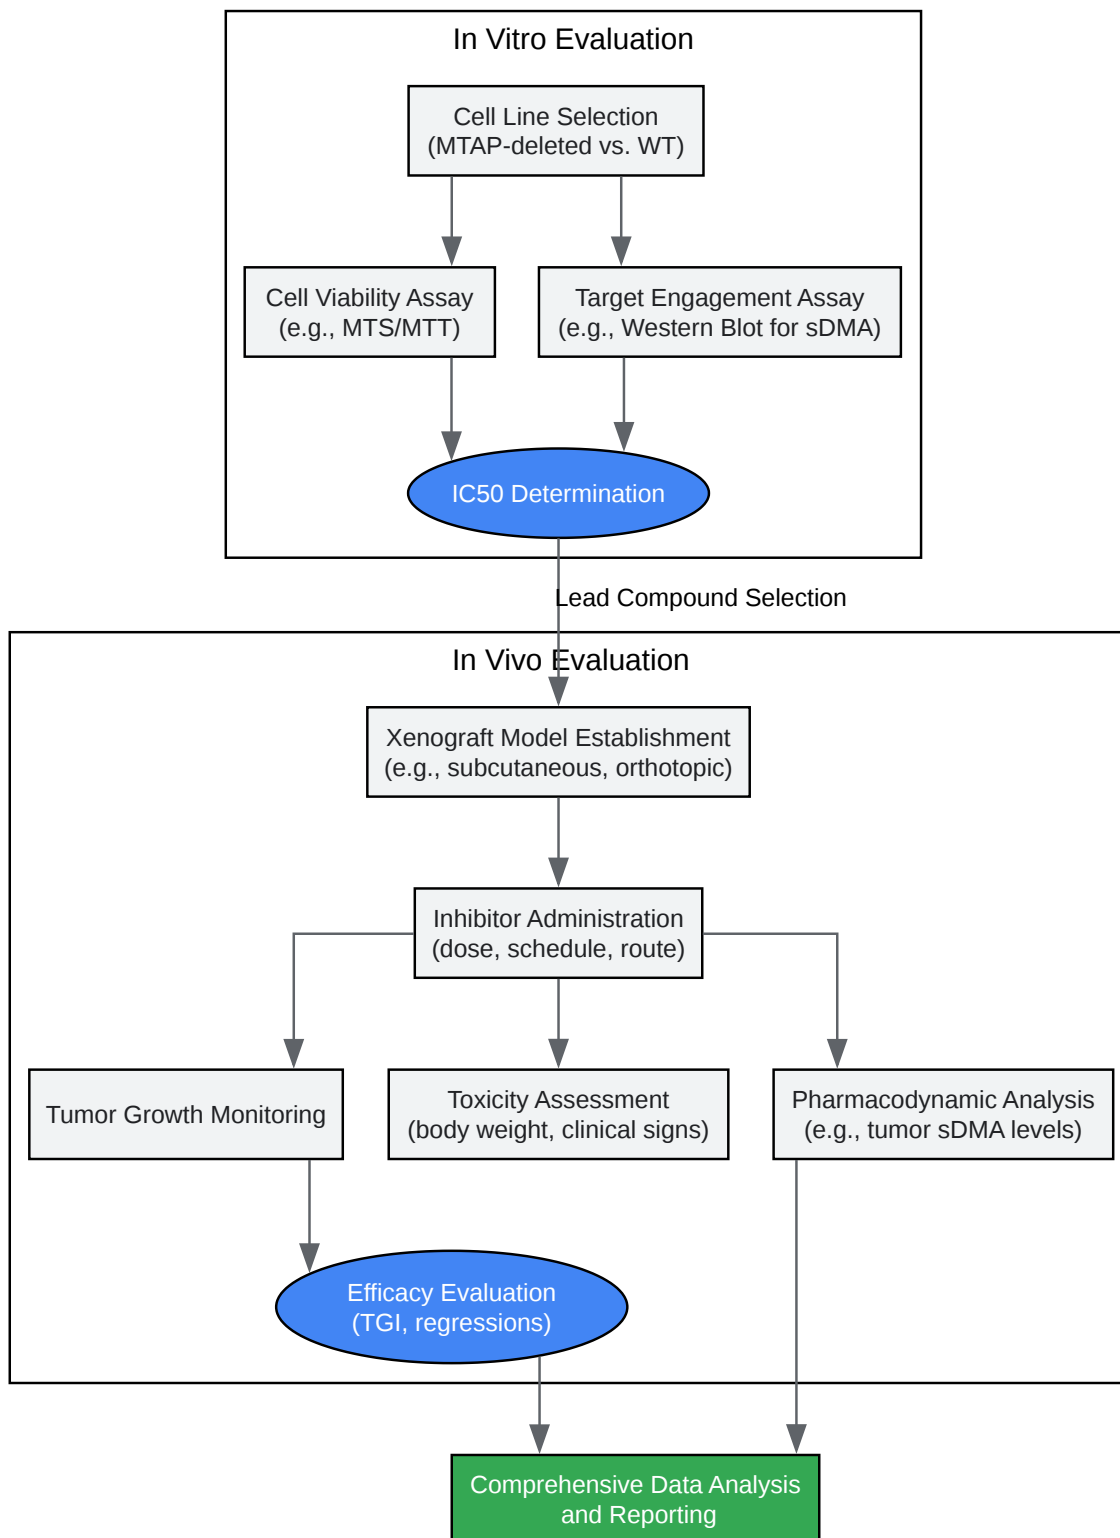 In Vitro Evaluation
Cell Line Selection
(MTAP-deleted vs. WT)
Cell Viability Assay
(e.g., MTS/MTT)
Target Engagement Assay
(e.g., Western Blot for sDMA)
IC50 Determination
Lead Compound Selection
In Vivo Evaluation
Xenograft Model Establishment
(e.g., subcutaneous, orthotopic)
Inhibitor Administration
(dose, schedule, route)
Tumor Growth Monitoring
Toxicity Assessment
(body weight, clinical signs)
Pharmacodynamic Analysis
(e.g., tumor sDMA levels)
Efficacy Evaluation
(TGI, regressions)
Comprehensive Data Analysis
and Reporting